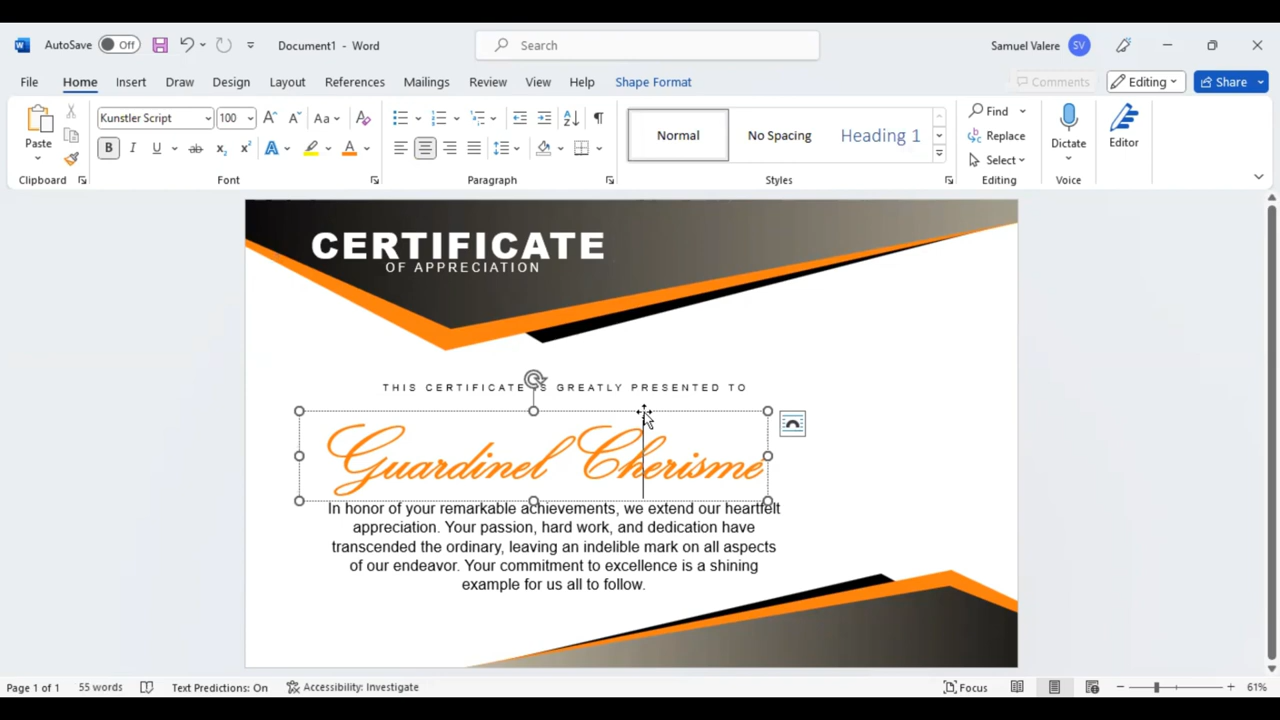 AutoSave Off Document1 - Word Search Samuel Valere SV
File Home Insert Draw Design Layout References Mailings Review View Help Shape Format Comments Editing Share
Paste
Clipboard
Kunstler Script 100 Aa
B I U ab x₂ x² A A
Font
Paragraph
Normal No Spacing Heading 1
Styles
Find
Replace
Select
Editing
Dictate
Voice
Editor
CERTIFICATE
OF APPRECIATION
THIS CERTIFICATE IS GREATLY PRESENTED TO
Guardinel Cherisme
In honor of your remarkable achievements, we extend our heartfelt
appreciation. Your passion, hard work, and dedication have
transcended the ordinary, leaving an indelible mark on all aspects
of our endeavor. Your commitment to excellence is a shining
example for us all to follow.
Page 1 of 1 55 words Text Predictions: On Accessibility: Investigate Focus 61%